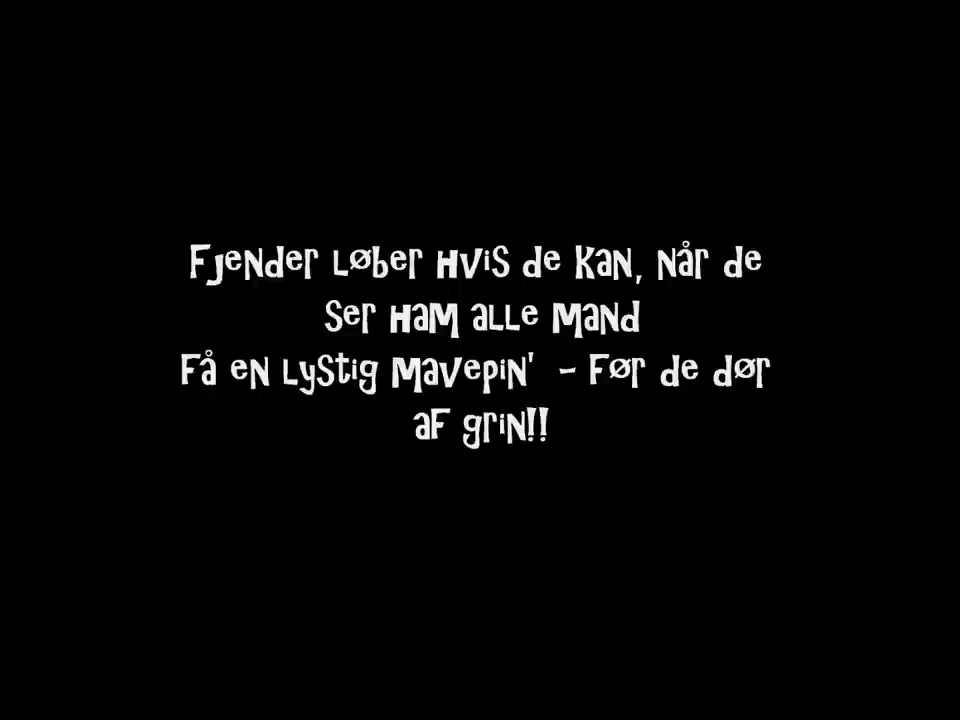 Fjender løber hvis de kan, når de
ser ham alle mand
Få en lystig mavepin' - Før de dør
af grin!!